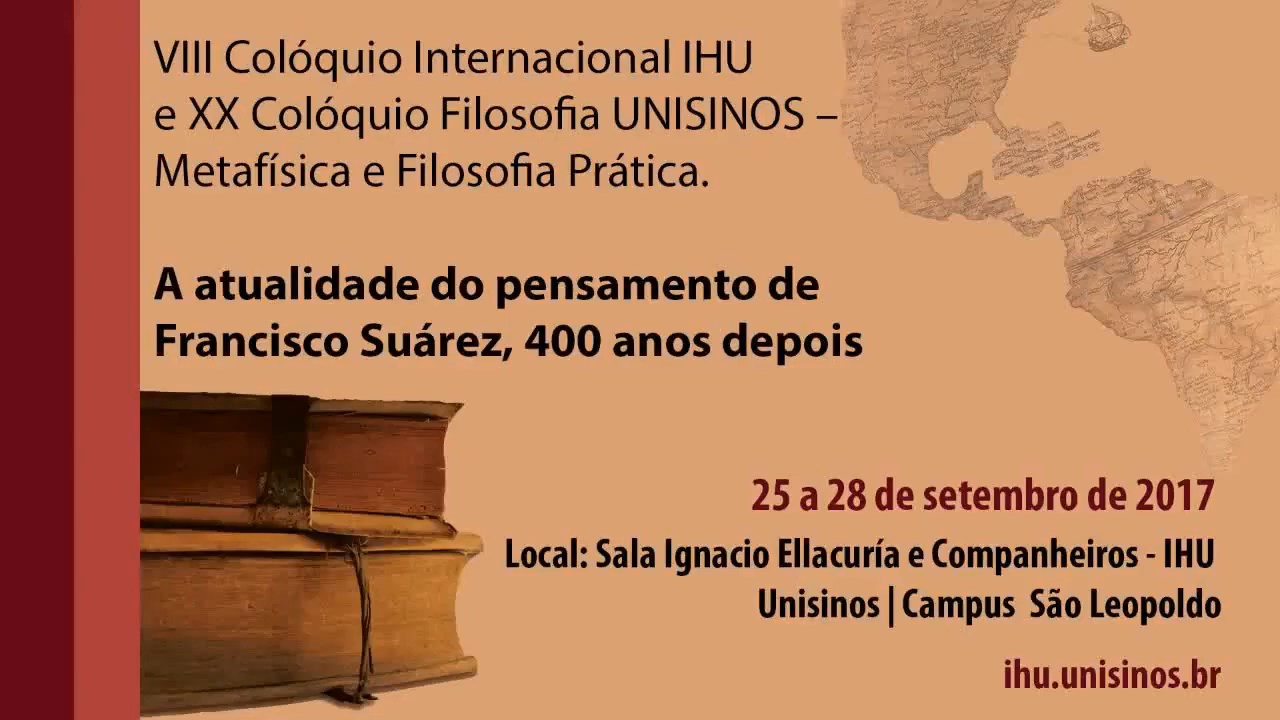 VIII Colóquio Internacional IHU
e XX Colóquio Filosofia UNISINOS –
Metafísica e Filosofia Prática.
A atualidade do pensamento de
Francisco Suárez, 400 anos depois
25 a 28 de setembro de 2017
Local: Sala Ignacio Ellacuría e Companheiros - IHU
Unisinos | Campus São Leopoldo
ihu.unisinos.br